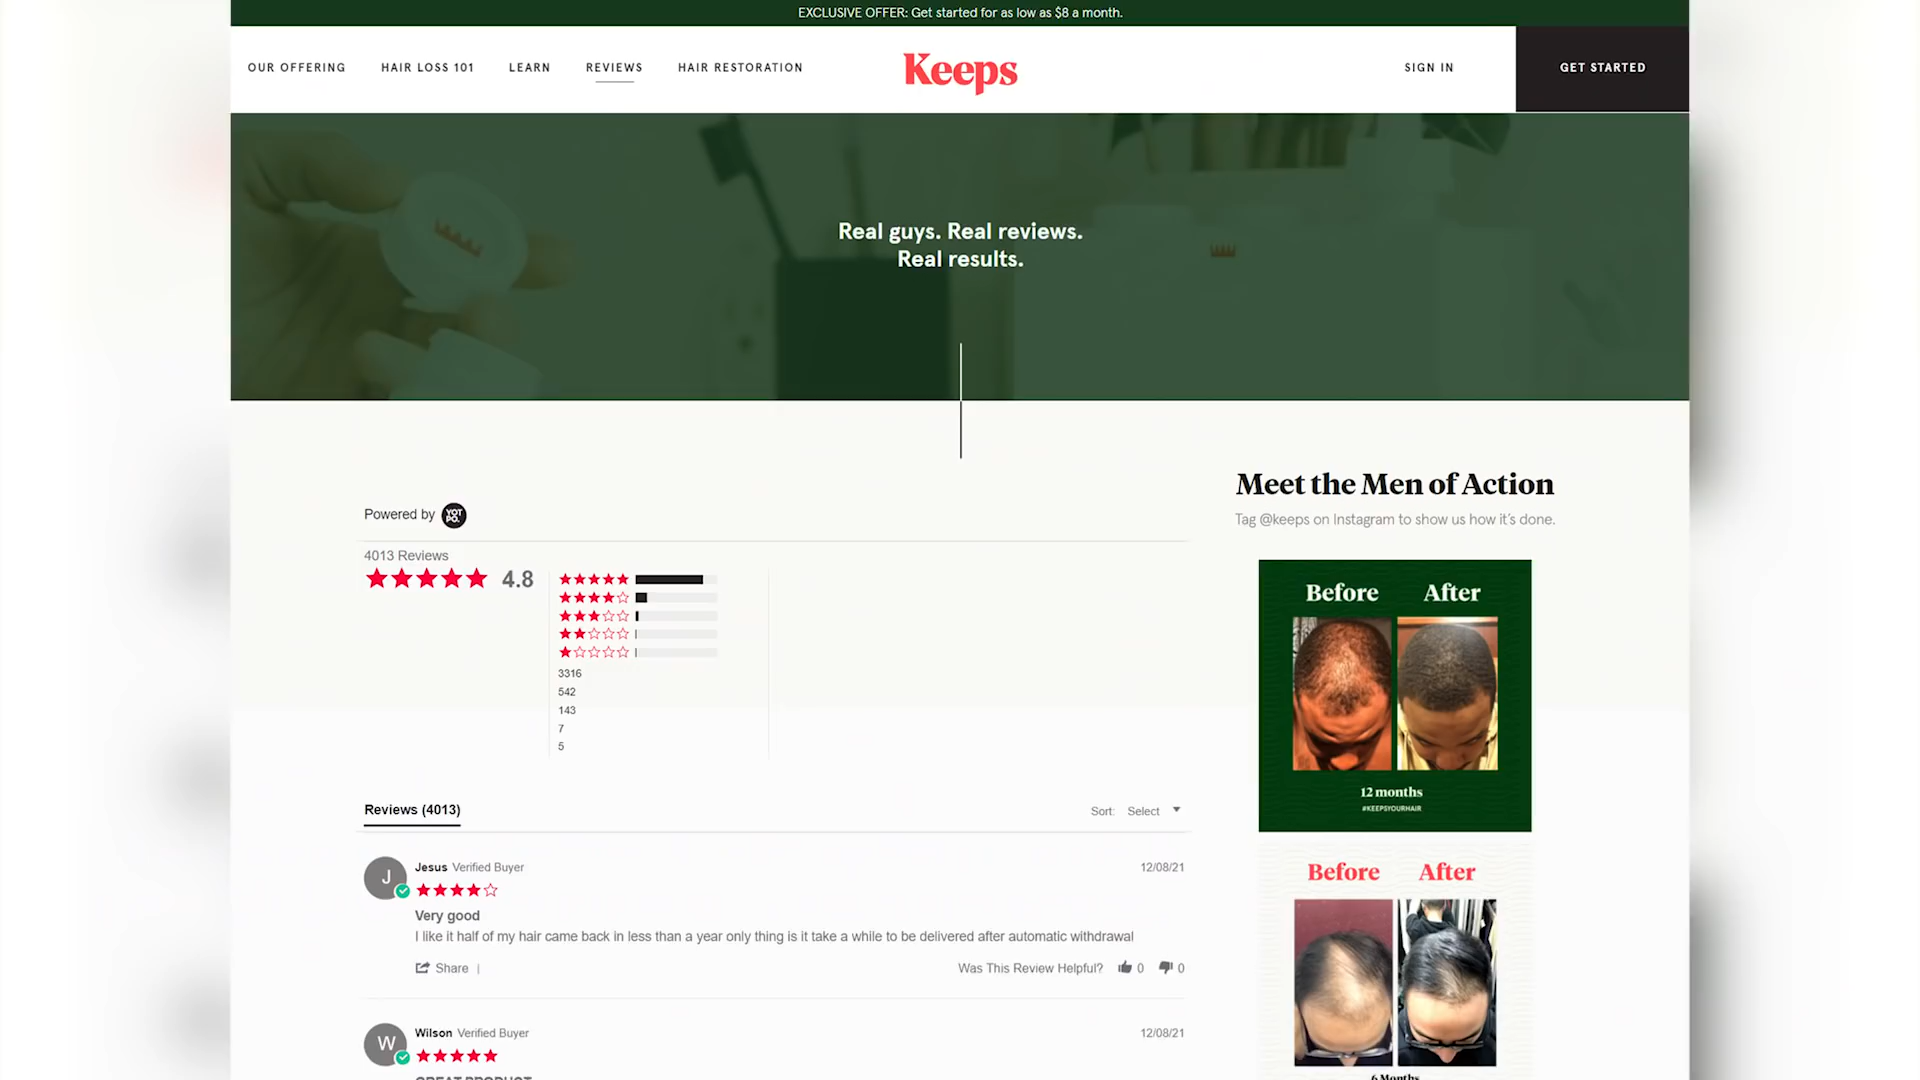 EXCLUSIVE OFFER: Get started for as low as $8 a month.
OUR OFFERING
HAIR LOSS 101
LEARN
REVIEWS
HAIR RESTORATION
Keeps
SIGN IN
GET STARTED
Real guys. Real reviews.
Real results.
Meet the Men of Action
Tag @keeps on Instagram to show us how it's done.
Powered by YOTPO.
4013 Reviews
4.8
3316
542
143
7
5
Reviews (4013)
Sort: Select
J
Jesus Verified Buyer
12/08/21
Very good
I like it half of my hair came back in less than a year only thing is it take a while to be delivered after automatic withdrawal
Share
Was This Review Helpful? 0 0
W
Wilson Verified Buyer
12/08/21
GREAT PRODUCT
Before After
12 months
#KEEPSYOURHAIR
Before After
6 Months